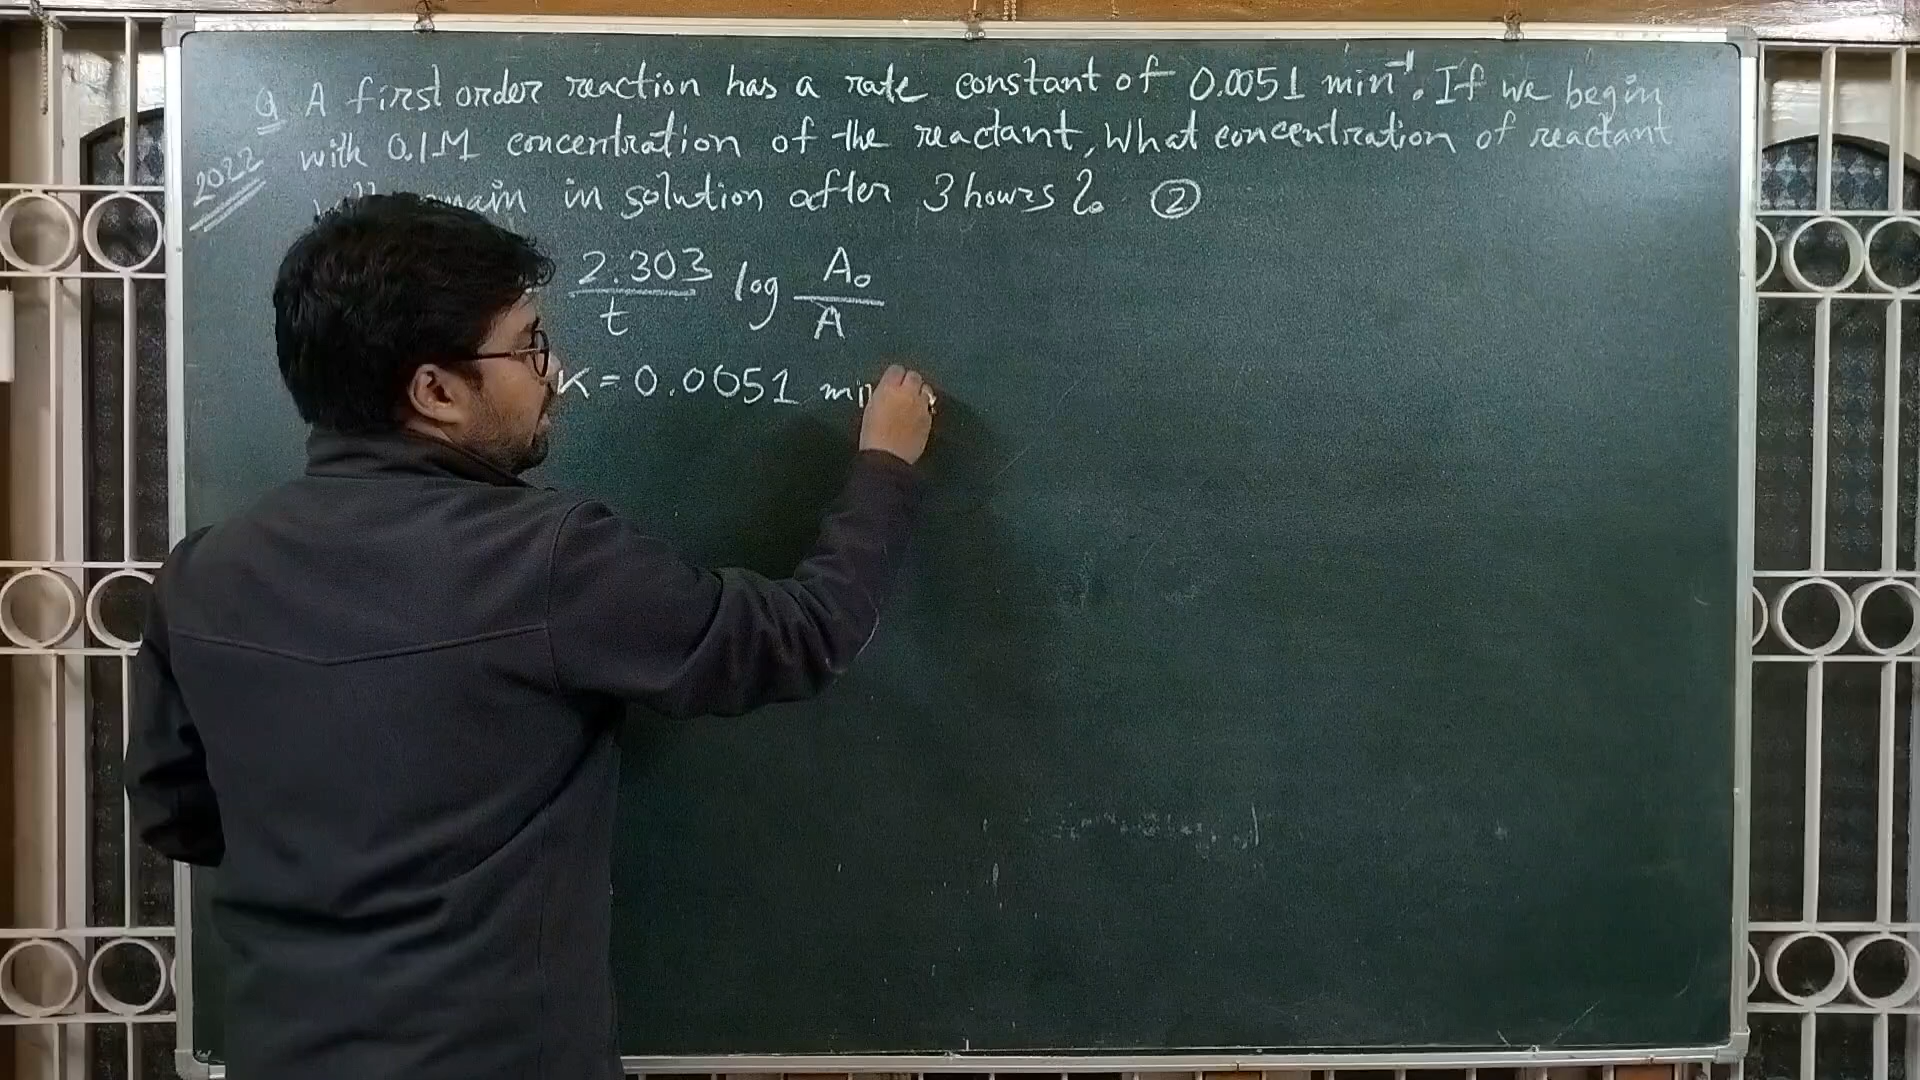 Q A first order reaction has a rate constant of 0.0051 min⁻¹. If we begin
2022 with 0.1M concentration of the reactant, What concentration of reactant
in solution after 3 hours ? ②
2.303/t log A₀/A
K = 0.0051